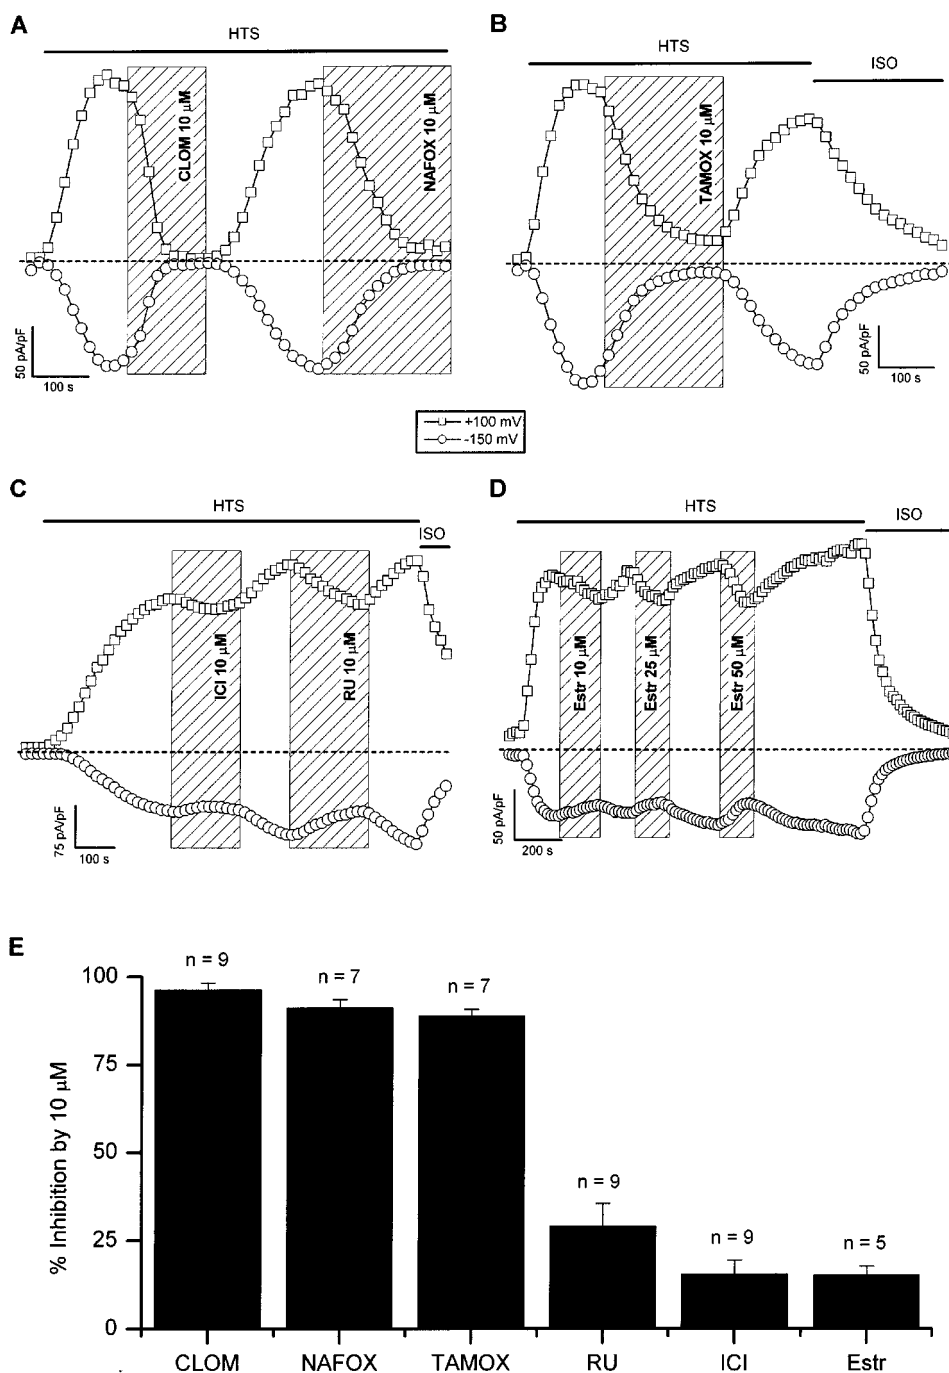 A
HTS
CLOM 10 µM
NAFOX 10 µM
50 pA/pF
100 s
B
HTS
ISO
TAMOX 10 µM
50 pA/pF
100 s
+100 mV
-150 mV
C
HTS
ISO
ICI 10 µM
RU 10 µM
75 pA/pF
100 s
D
HTS
ISO
Estr 10 µM
Estr 25 µM
Estr 50 µM
50 pA/pF
200 s
E
% Inhibition by 10 µM
100
75
50
25
0
n = 9
n = 7
n = 7
n = 9
n = 9
n = 5
CLOM NAFOX TAMOX RU ICI Estr